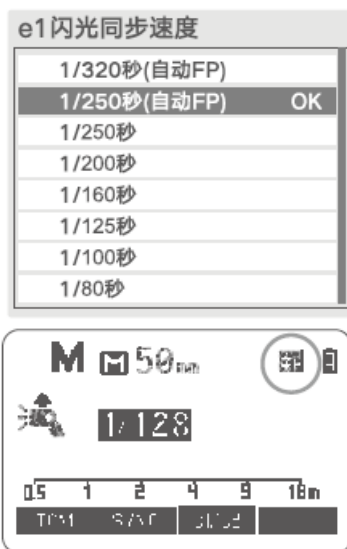 e1闪光同步速度
1/320秒(自动FP)
1/250秒(自动FP) OK
1/250秒
1/200秒
1/160秒
1/125秒
1/100秒
1/80秒
M M 50mm
1/128
0.5 1 2 4 9 18m